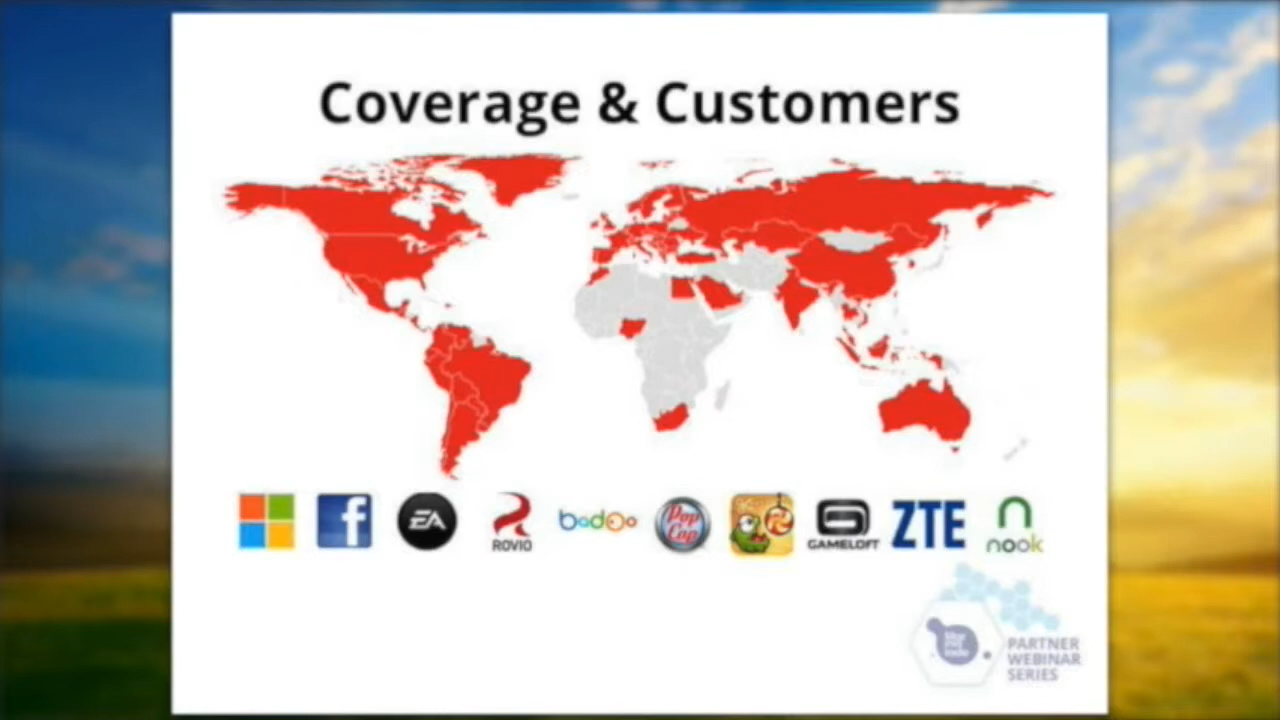 Coverage & Customers
f
EA
ROVIO
badoo
Pop Cap
G
GAMELOFT
ZTE
n
nook
PARTNER
WEBINAR
SERIES